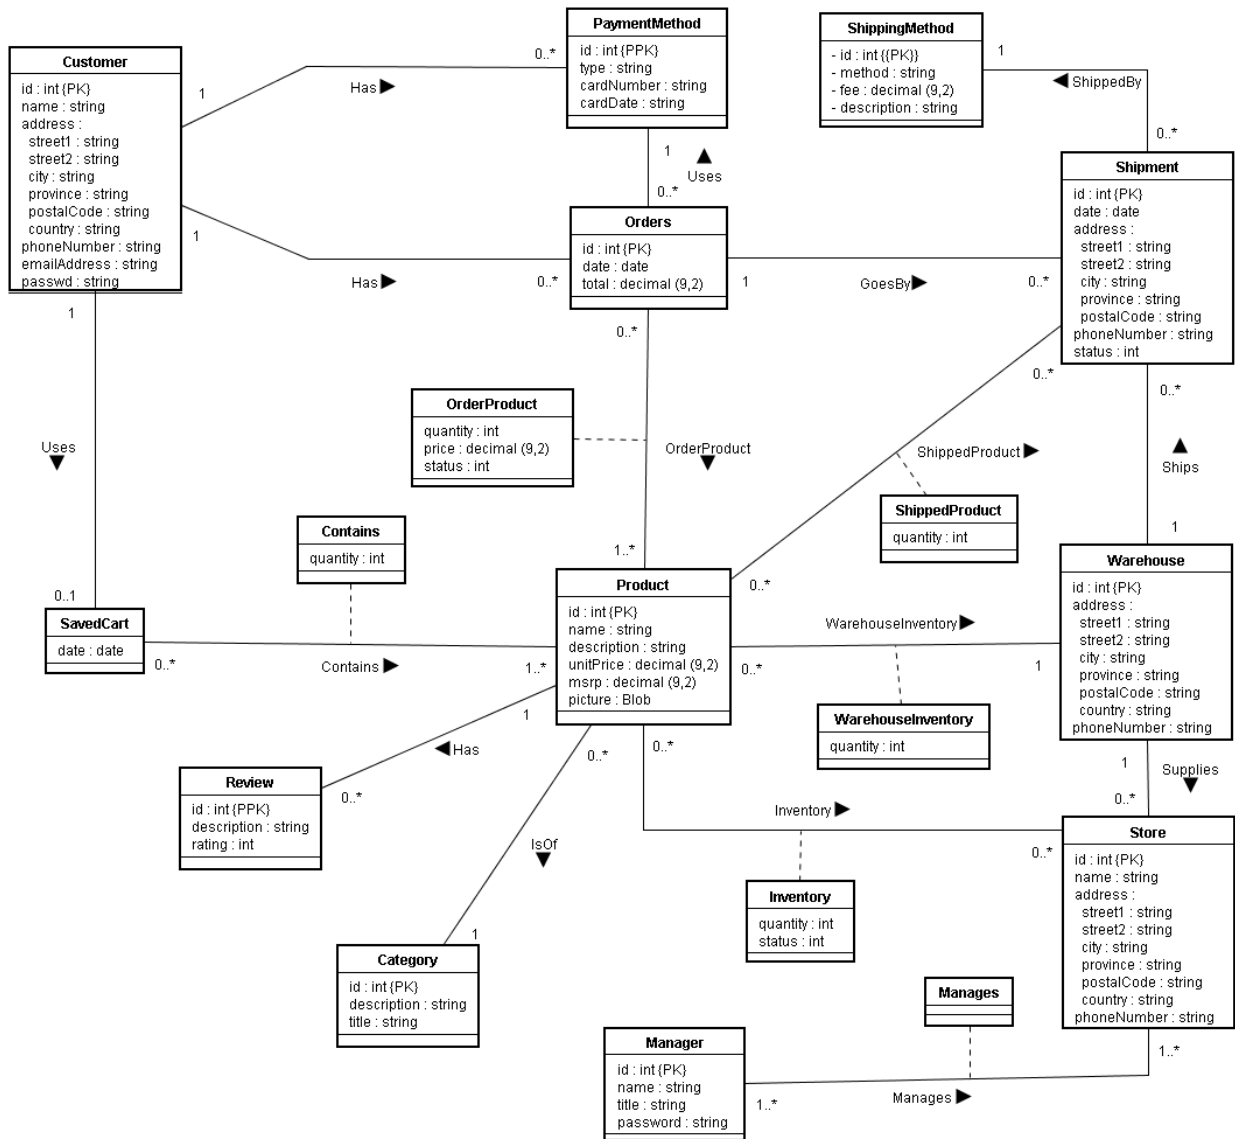 PaymentMethod
id : int {PPK}
type : string
cardNumber : string
cardDate : string
ShippingMethod
- id : int {{PK}}
- method : string
- fee : decimal (9,2)
- description : string
Customer
id : int {PK}
name : string
address :
street1 : string
street2 : string
city : string
province : string
postalCode : string
country : string
phoneNumber : string
emailAddress : string
passwd : string
1
Has
0..*
1
ShippedBy
0..*
1
Uses
0..*
1
Has
0..*
Orders
id : int {PK}
date : date
total : decimal (9,2)
1
GoesBy
0..*
Shipment
id : int {PK}
date : date
address :
street1 : string
street2 : string
city : string
province : string
postalCode : string
phoneNumber : string
status : int
1
Uses
0..1
0..*
OrderProduct
quantity : int
price : decimal (9,2)
status : int
OrderProduct
1..*
0..*
ShippedProduct
0..*
ShippedProduct
quantity : int
0..*
Ships
1
Contains
quantity : int
SavedCart
date : date
0..*
Contains
1..*
Product
id : int {PK}
name : string
description : string
unitPrice : decimal (9,2)
msrp : decimal (9,2)
picture : Blob
WarehouseInventory
0..*
1
WarehouseInventory
quantity : int
Warehouse
id : int {PK}
address :
street1 : string
street2 : string
city : string
province : string
postalCode : string
country : string
phoneNumber : string
1
Has
0..*
Review
id : int {PPK}
description : string
rating : int
0..*
IsOf
1
Category
id : int {PK}
description : string
title : string
0..*
Inventory
0..*
Inventory
quantity : int
status : int
1
Supplies
0..*
Store
id : int {PK}
name : string
address :
street1 : string
street2 : string
city : string
province : string
postalCode : string
country : string
phoneNumber : string
Manages
1..*
Manages
1..*
Manager
id : int {PK}
name : string
title : string
password : string